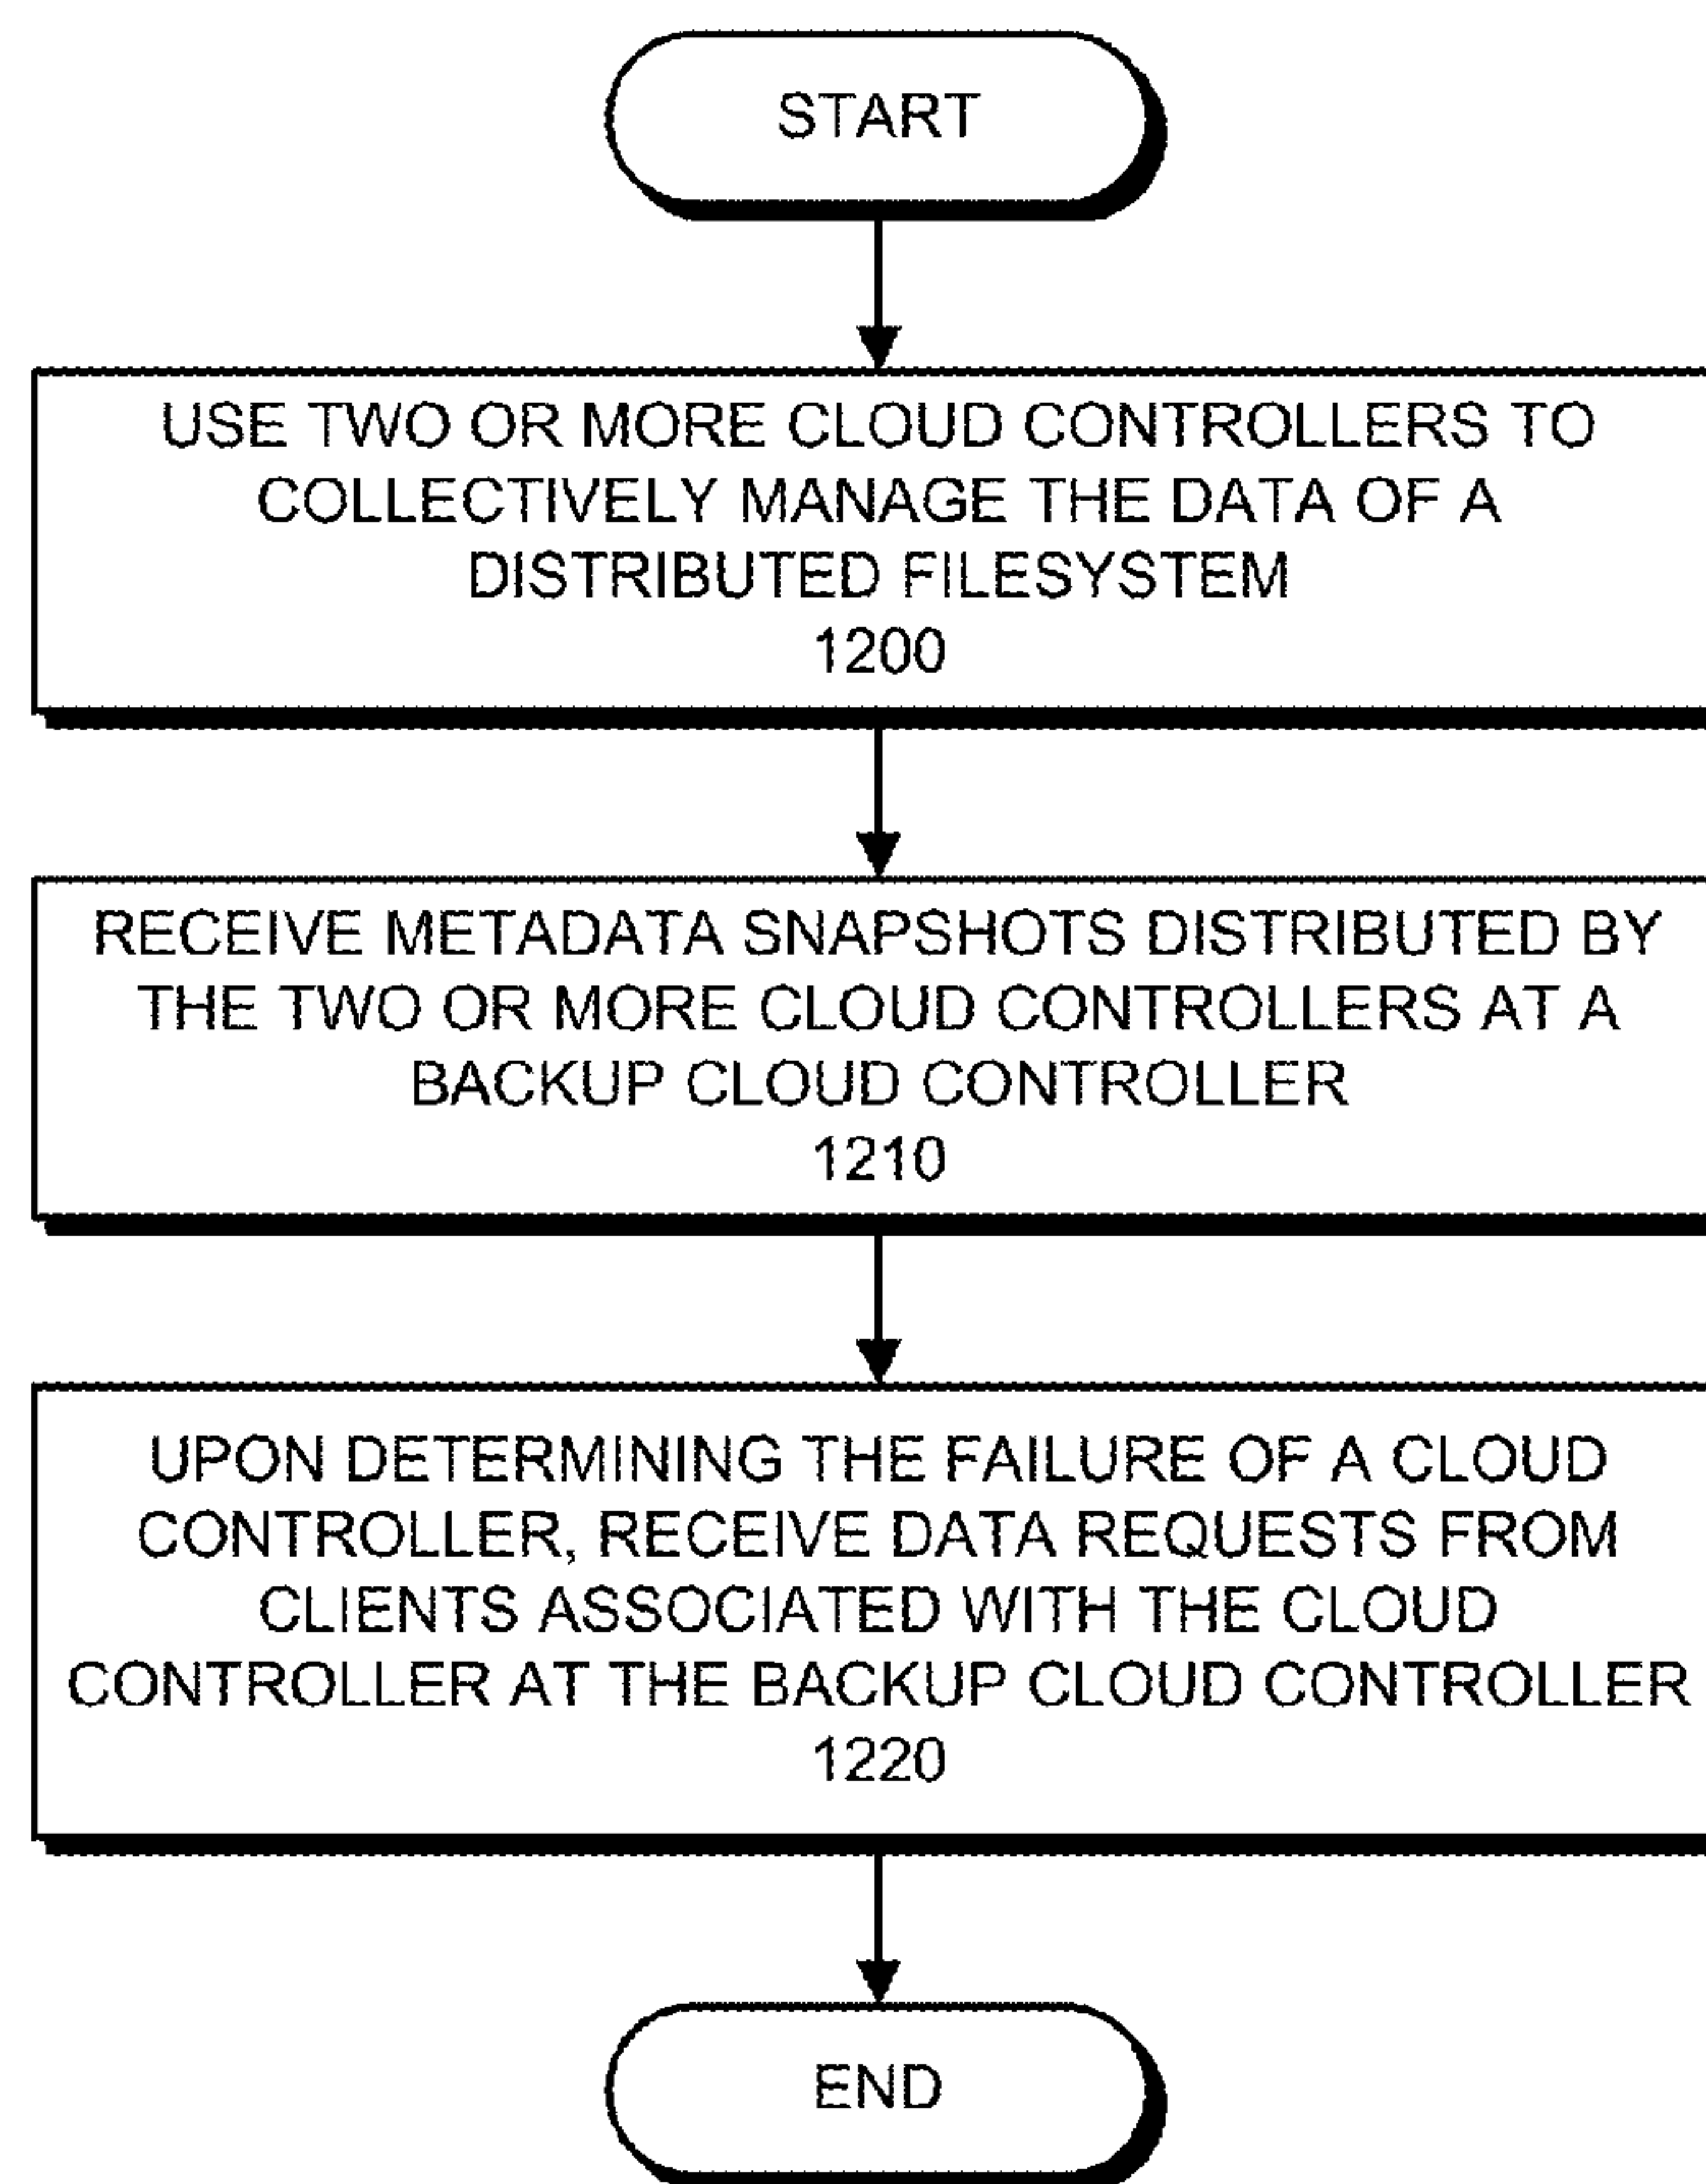 START
USE TWO OR MORE CLOUD CONTROLLERS TO
COLLECTIVELY MANAGE THE DATA OF A
DISTRIBUTED FILESYSTEM
1200
RECEIVE METADATA SNAPSHOTS DISTRIBUTED BY
THE TWO OR MORE CLOUD CONTROLLERS AT A
BACKUP CLOUD CONTROLLER
1210
UPON DETERMINING THE FAILURE OF A CLOUD
CONTROLLER, RECEIVE DATA REQUESTS FROM
CLIENTS ASSOCIATED WITH THE CLOUD
CONTROLLER AT THE BACKUP CLOUD CONTROLLER
1220
END